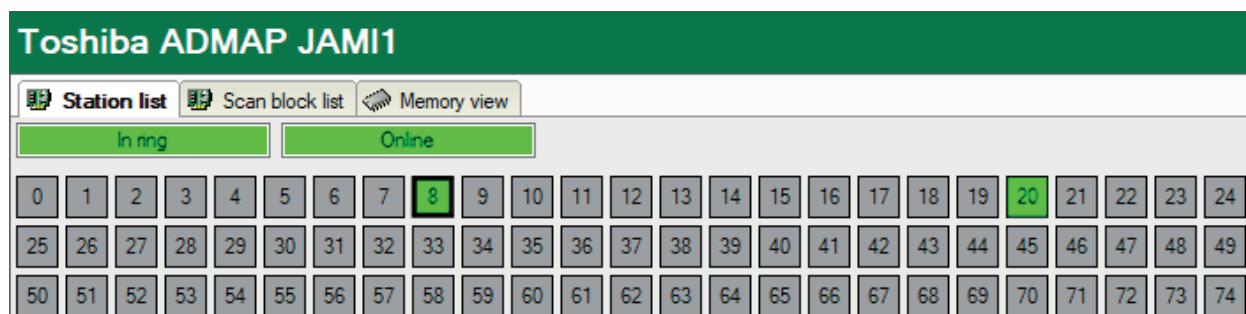 Toshiba ADMAP JAMI1
Station list Scan block list Memory view
In ring Online
0 1 2 3 4 5 6 7 8 9 10 11 12 13 14 15 16 17 18 19 20 21 22 23 24
25 26 27 28 29 30 31 32 33 34 35 36 37 38 39 40 41 42 43 44 45 46 47 48 49
50 51 52 53 54 55 56 57 58 59 60 61 62 63 64 65 66 67 68 69 70 71 72 73 74